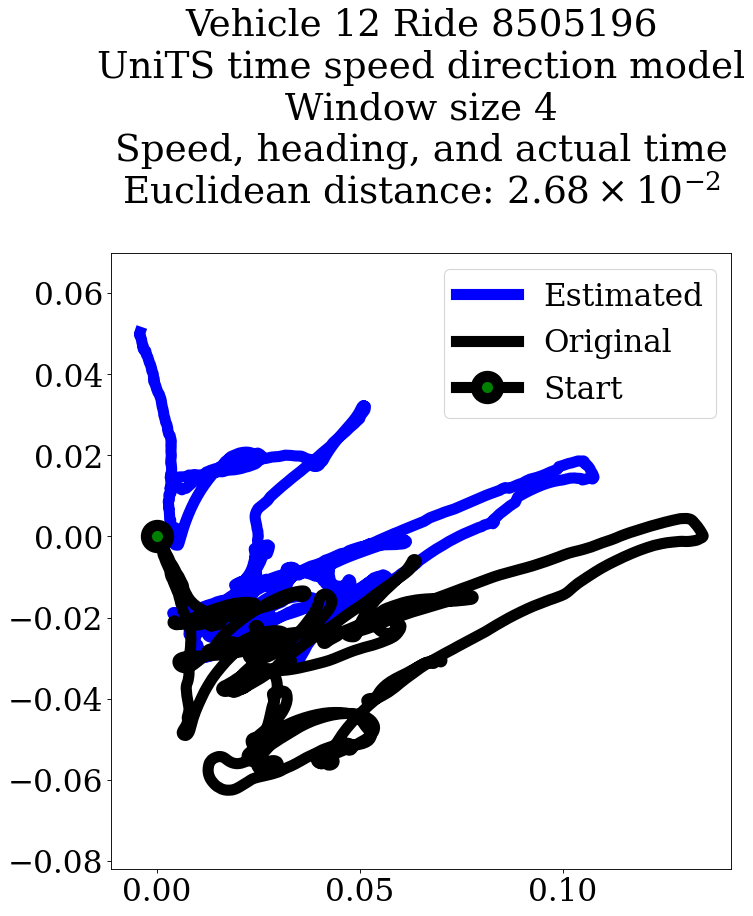 Vehicle 12 Ride 8505196
UniTS time speed direction model
Window size 4
Speed, heading, and actual time
Euclidean distance: 2.68 × 10⁻²
Estimated
Original
Start
0.06
0.04
0.02
0.00
−0.02
−0.04
−0.06
−0.08
0.00 0.05 0.10